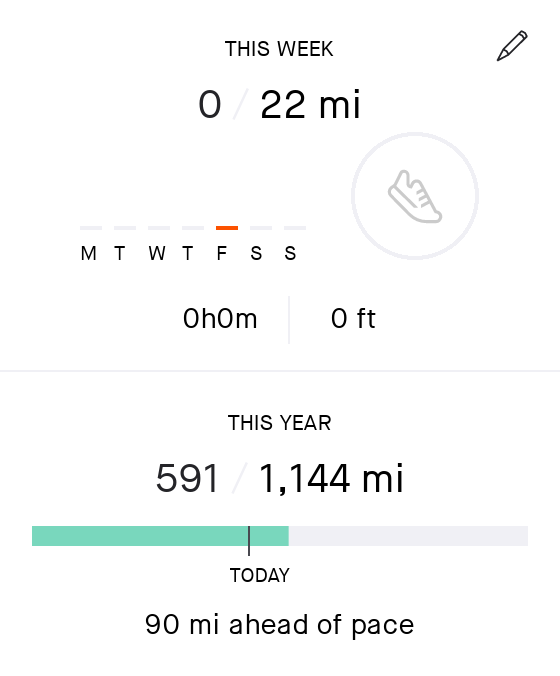 THIS WEEK
0 / 22 mi
M T W T F S S
0h0m 0 ft
THIS YEAR
591 / 1,144 mi
TODAY
90 mi ahead of pace